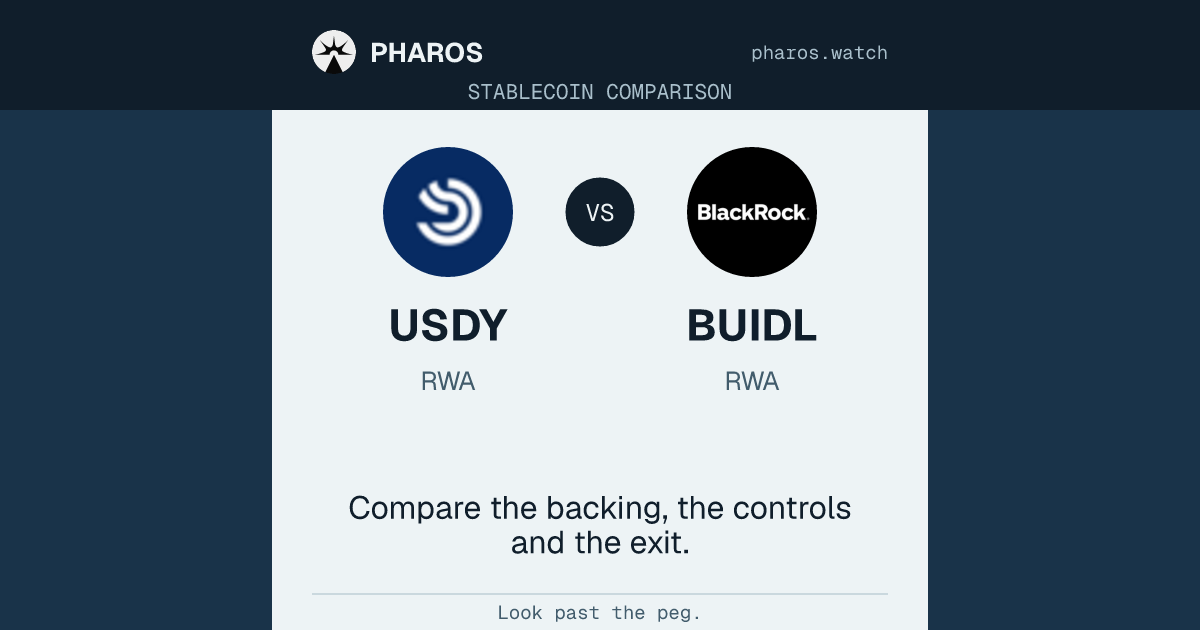 PHAROS
pharos.watch
STABLECOIN COMPARISON
VS
BlackRock.
USDY
BUIDL
RWA
RWA
Compare the backing, the controls
and the exit.
Look past the peg.